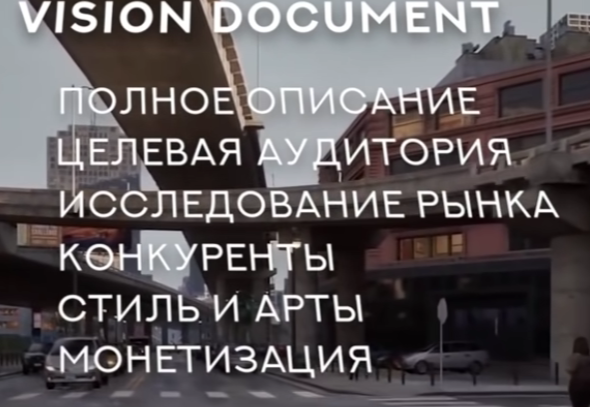 VISION DOCUMENT
ПОЛНОЕ ОПИСАНИЕ
ЦЕЛЕВАЯ АУДИТОРИЯ
ИССЛЕДОВАНИЕ РЫНКА
КОНКУРЕНТЫ
СТИЛЬ И АРТЫ
МОНЕТИЗАЦИЯ